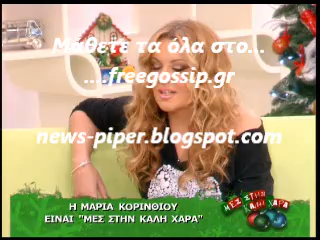 Μάθετε τα όλα στο...
....freegossip.gr
news-piper.blogspot.com
Η ΜΑΡΙΑ ΚΟΡΙΝΘΙΟΥ
ΕΙΝΑΙ "ΜΕΣ ΣΤΗΝ ΚΑΛΗ ΧΑΡΑ"
ΜΕΣ ΣΤΗΝ
ΚΑΛΗ ΧΑΡΑ